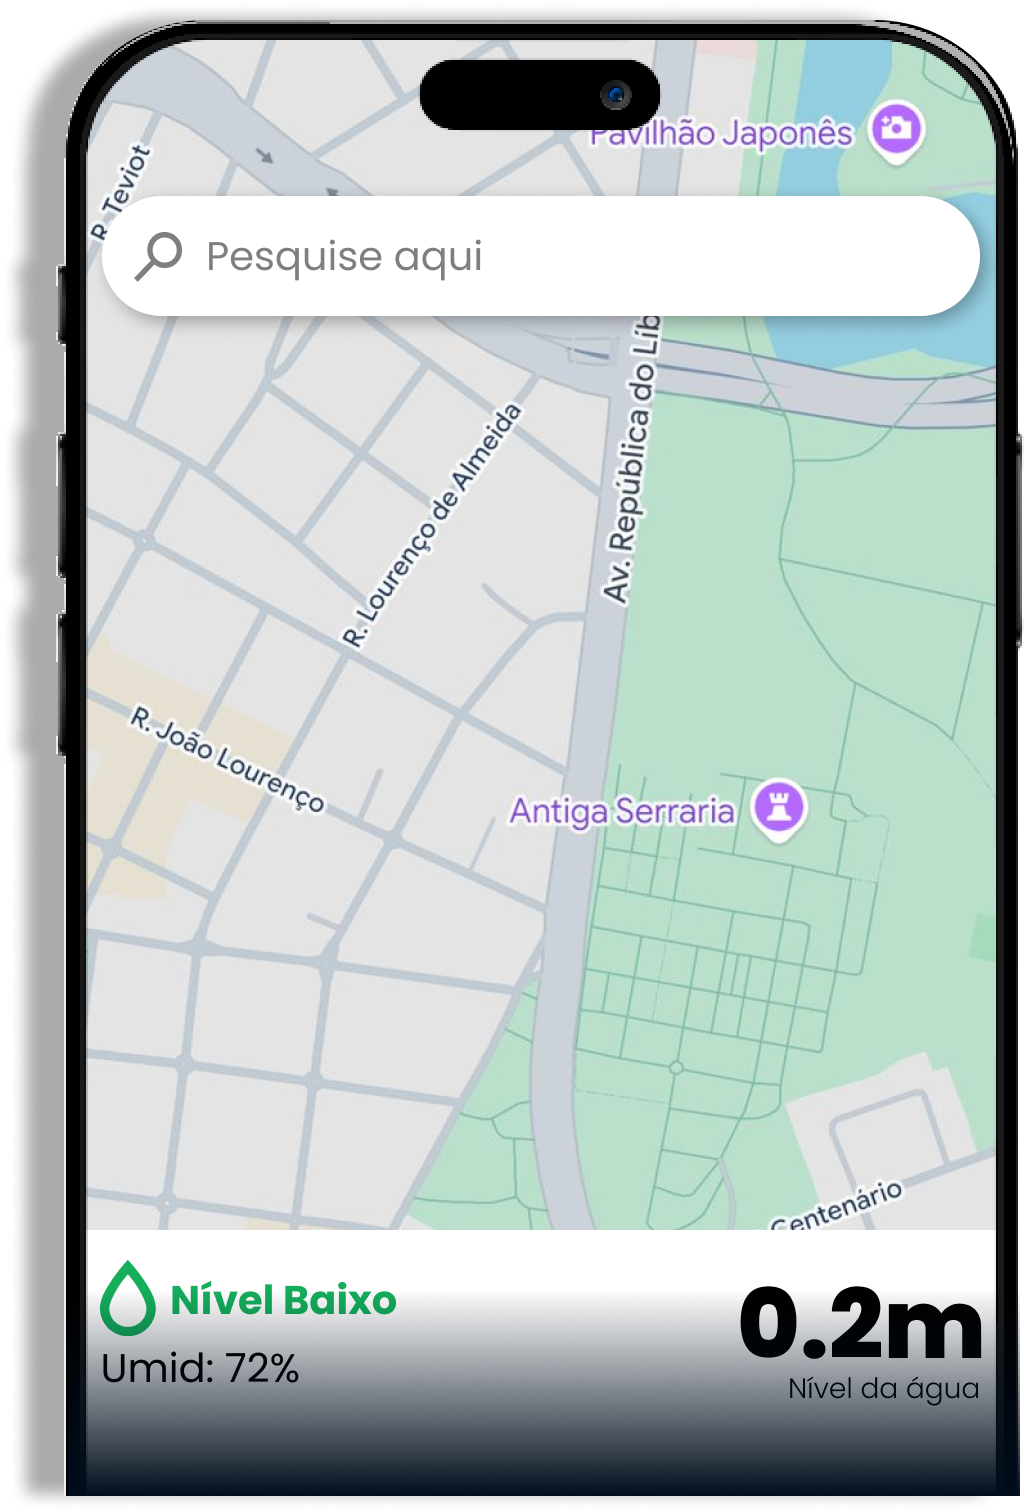 Pavilhão Japonês
R. Teviot
Pesquise aqui
Av. República do Líb
R. Lourenço de Almeida
R. João Lourenço
Antiga Serraria
Centenário
Nível Baixo
0.2m
Umid: 72%
Nível da água